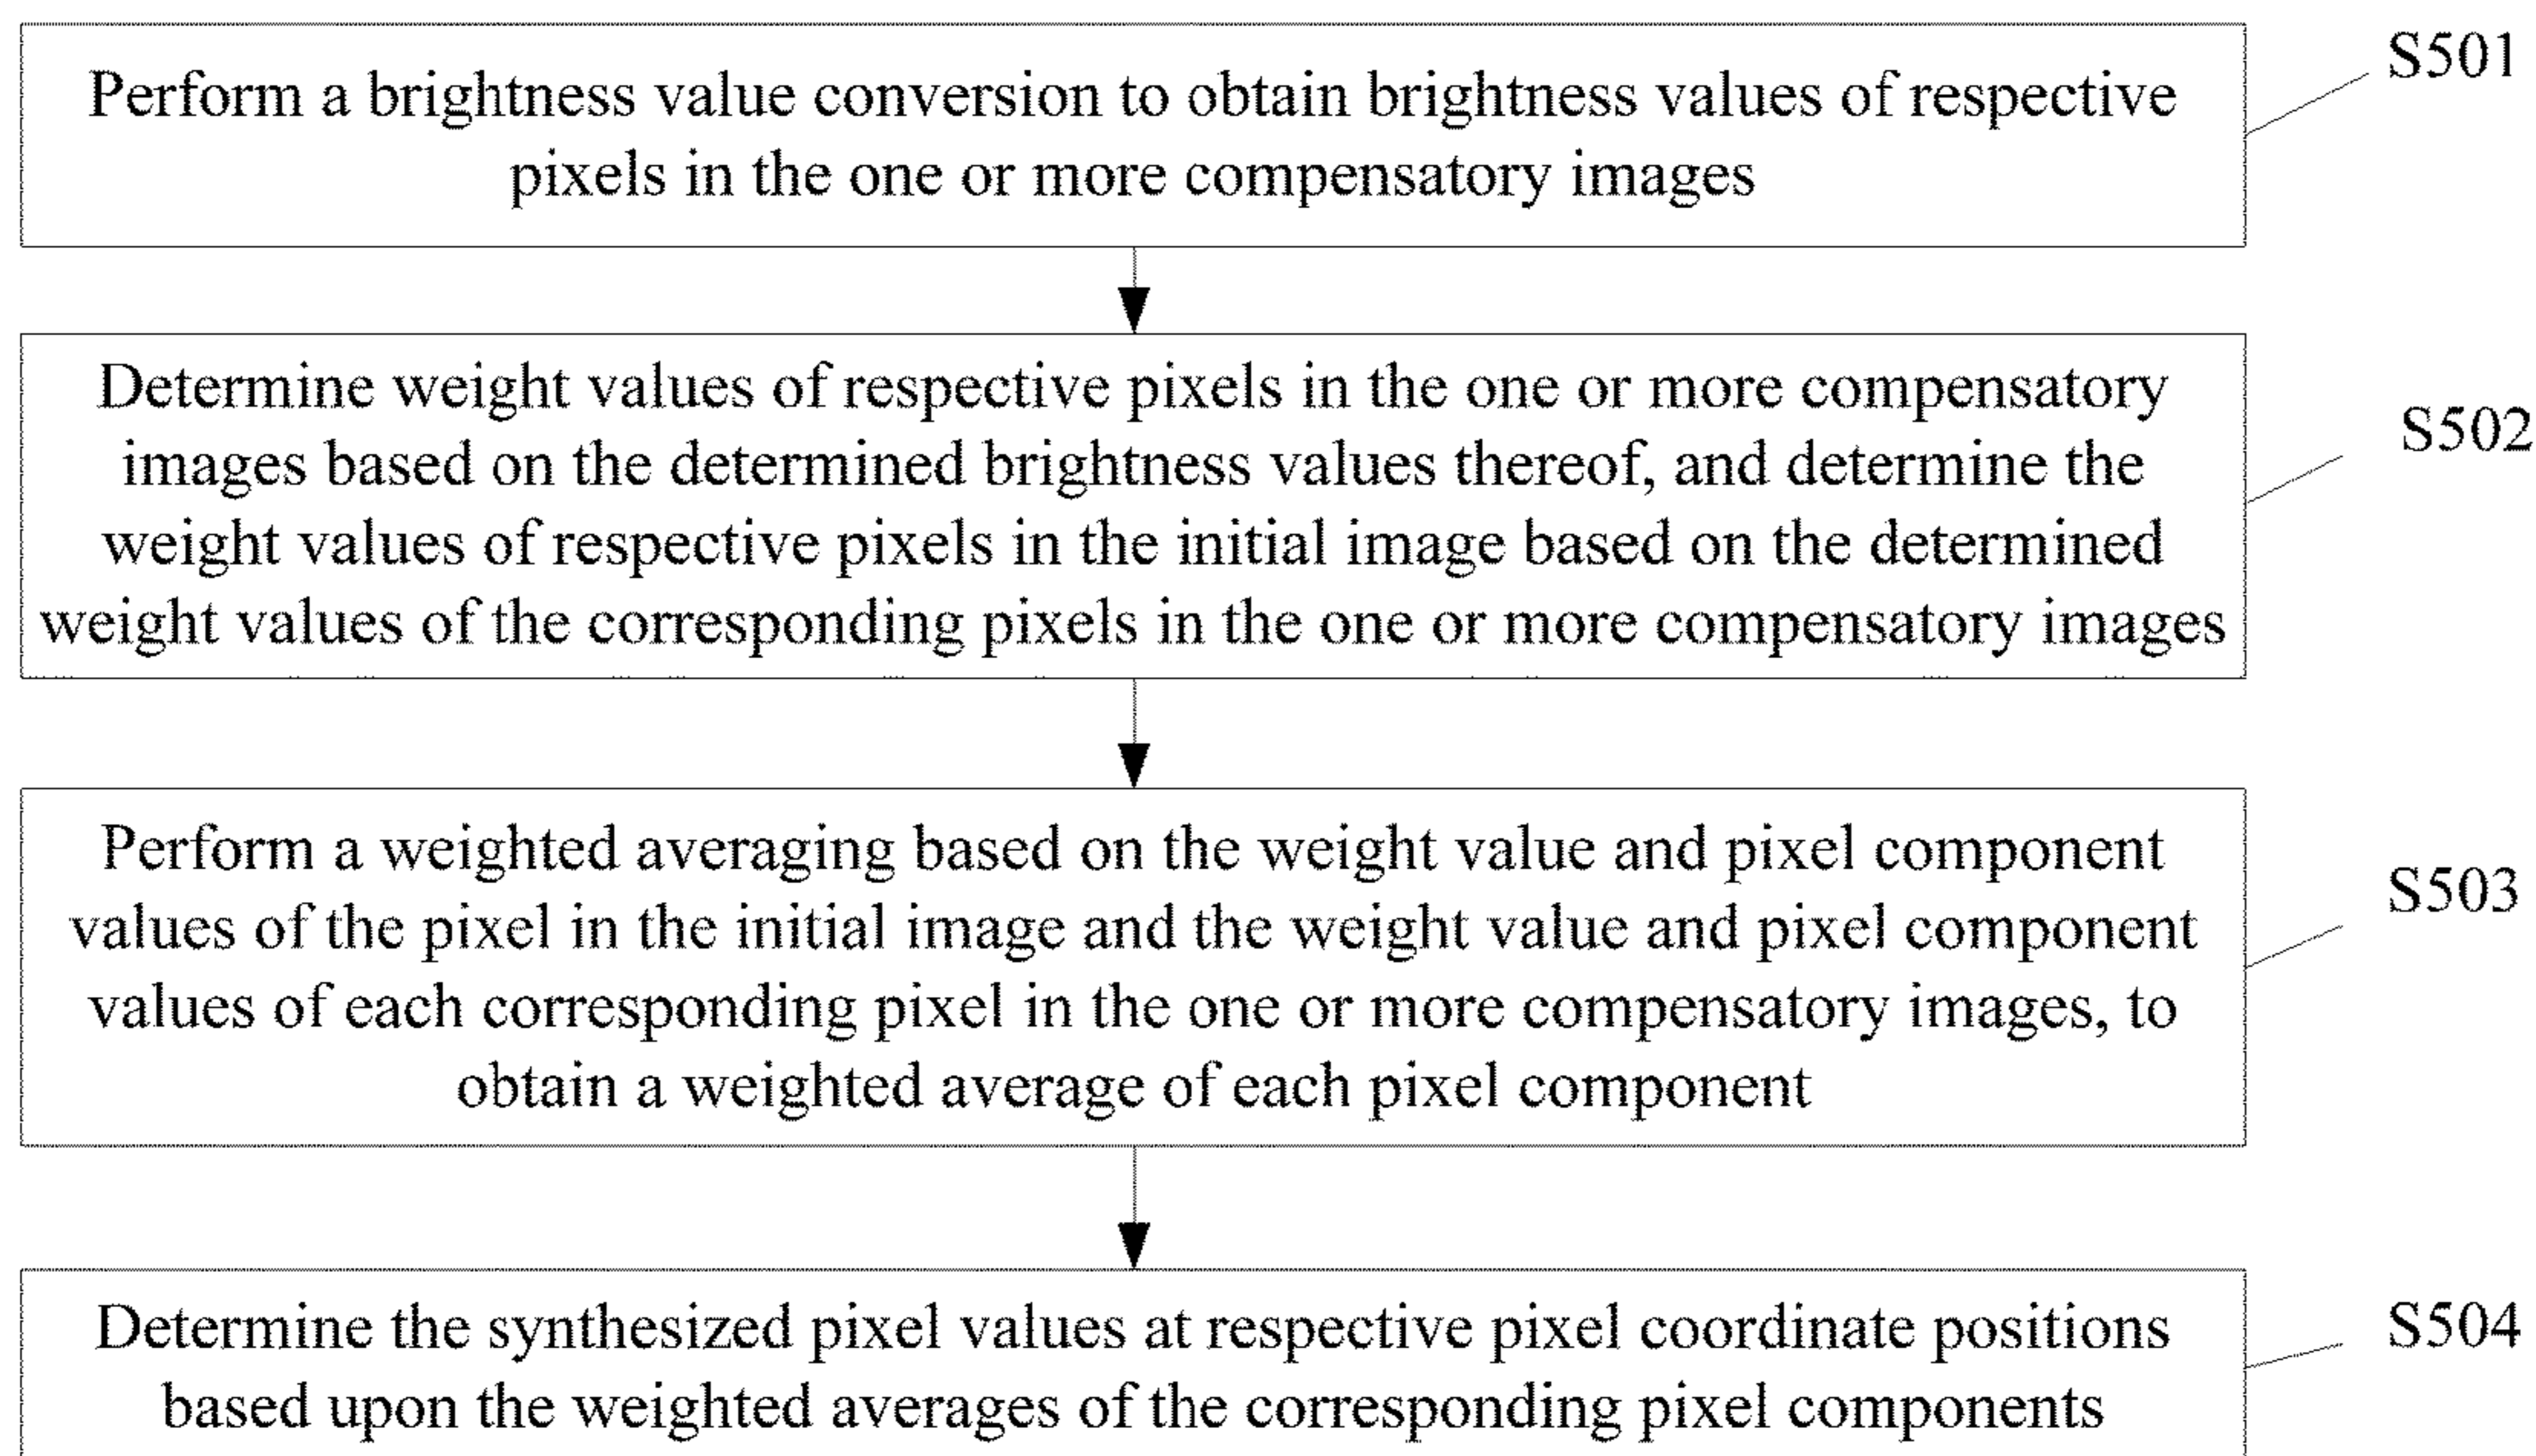 Perform a brightness value conversion to obtain brightness values of respective
pixels in the one or more compensatory images
S501
Determine weight values of respective pixels in the one or more compensatory
images based on the determined brightness values thereof, and determine the
weight values of respective pixels in the initial image based on the determined
weight values of the corresponding pixels in the one or more compensatory images
S502
Perform a weighted averaging based on the weight value and pixel component
values of the pixel in the initial image and the weight value and pixel component
values of each corresponding pixel in the one or more compensatory images, to
obtain a weighted average of each pixel component
S503
Determine the synthesized pixel values at respective pixel coordinate positions
based upon the weighted averages of the corresponding pixel components
S504